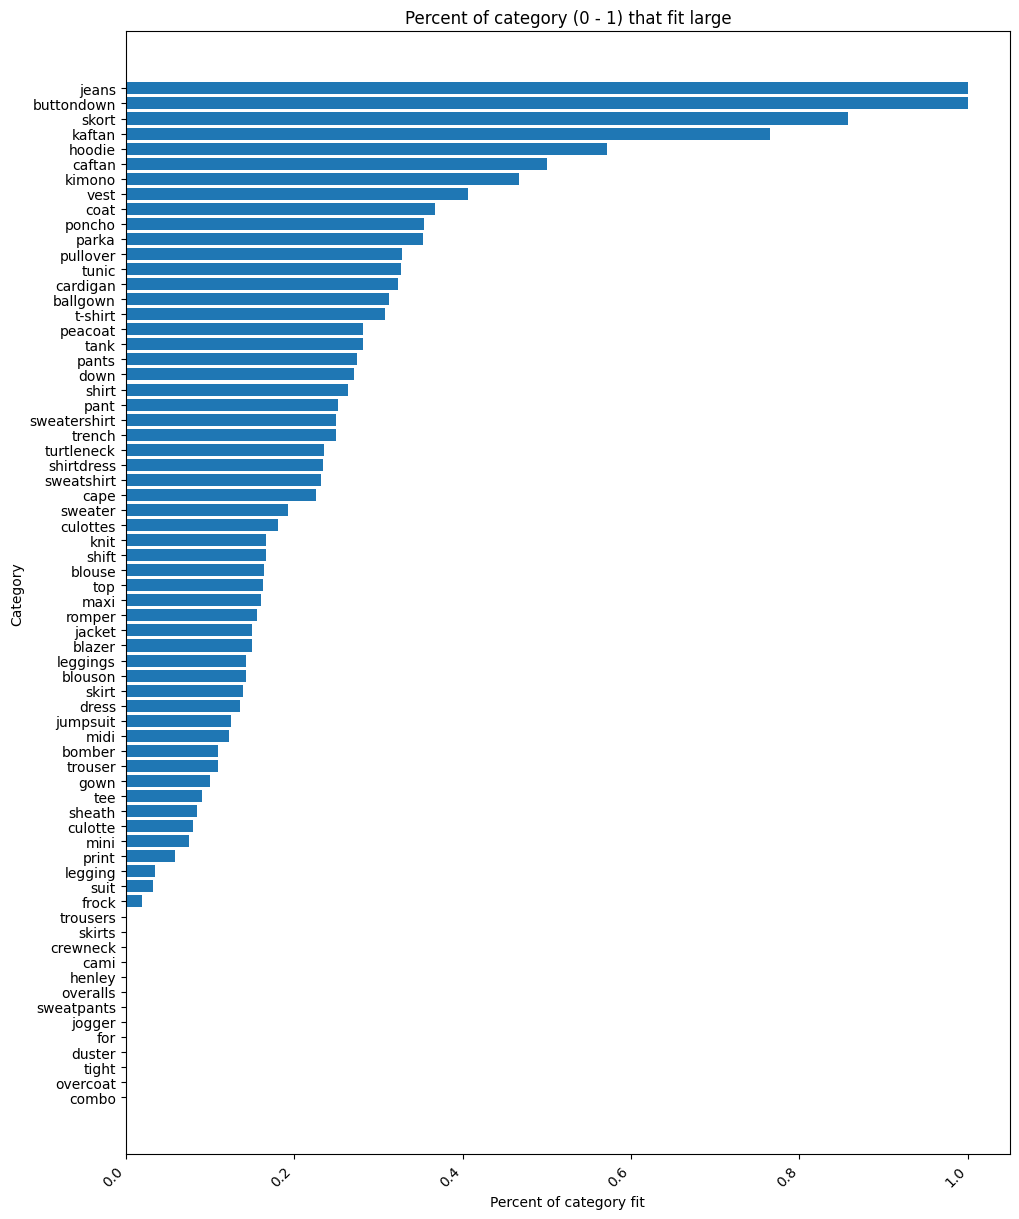 Percent of category (0 - 1) that fit large
jeans
buttondown
skort
kaftan
hoodie
caftan
kimono
vest
coat
poncho
parka
pullover
tunic
cardigan
ballgown
t-shirt
peacoat
tank
pants
down
shirt
pant
sweatershirt
trench
turtleneck
shirtdress
sweatshirt
cape
sweater
culottes
knit
shift
blouse
top
maxi
romper
jacket
blazer
leggings
blouson
skirt
dress
jumpsuit
midi
bomber
trouser
gown
tee
sheath
culotte
mini
print
legging
suit
frock
trousers
skirts
crewneck
cami
henley
overalls
sweatpants
jogger
for
duster
tight
overcoat
combo
Category
0.0
0.2
0.4
0.6
0.8
1.0
Percent of category fit